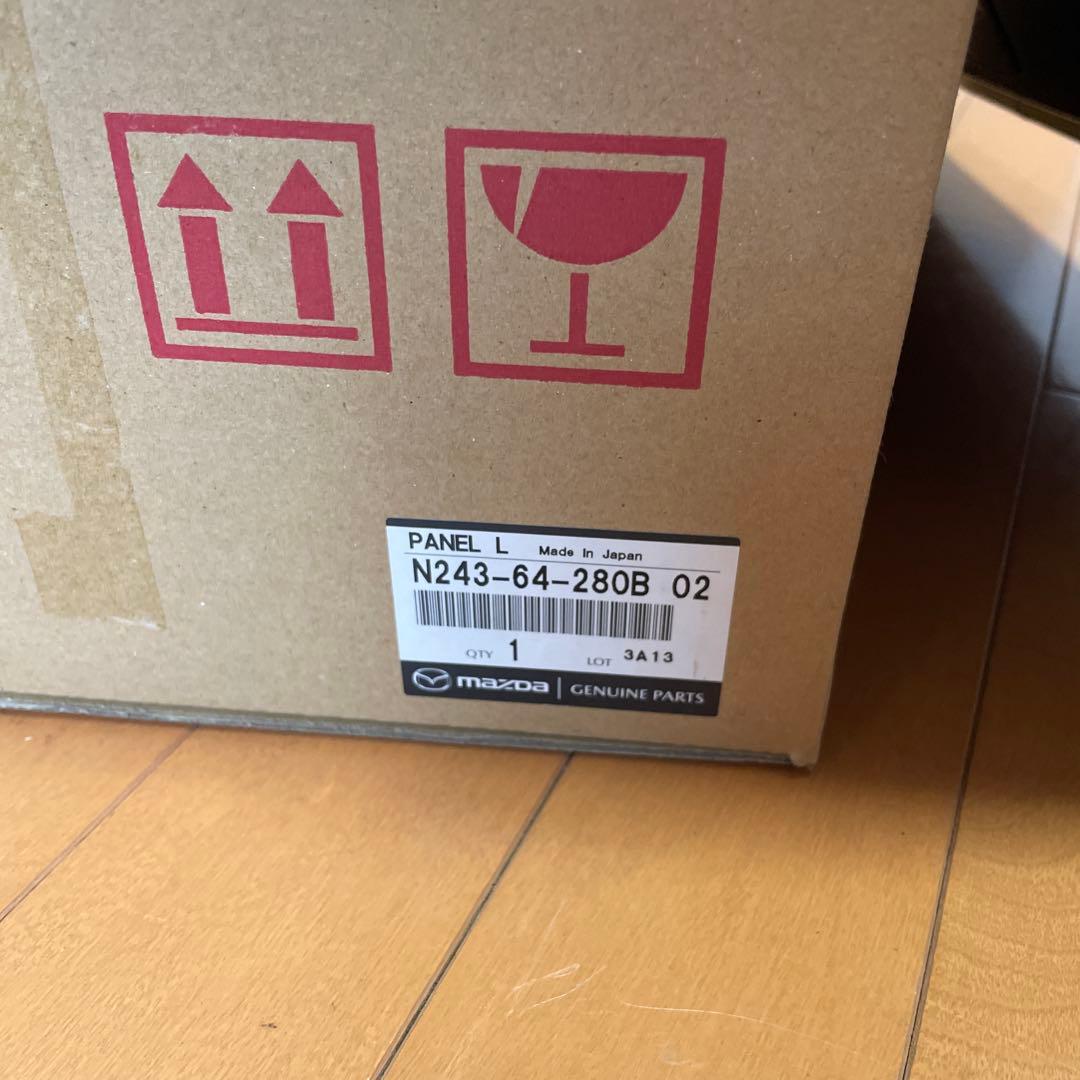 PANEL L Made In Japan
N243-64-280B 02
QTY 1 LOT 3A13
mazda | GENUINE PARTS